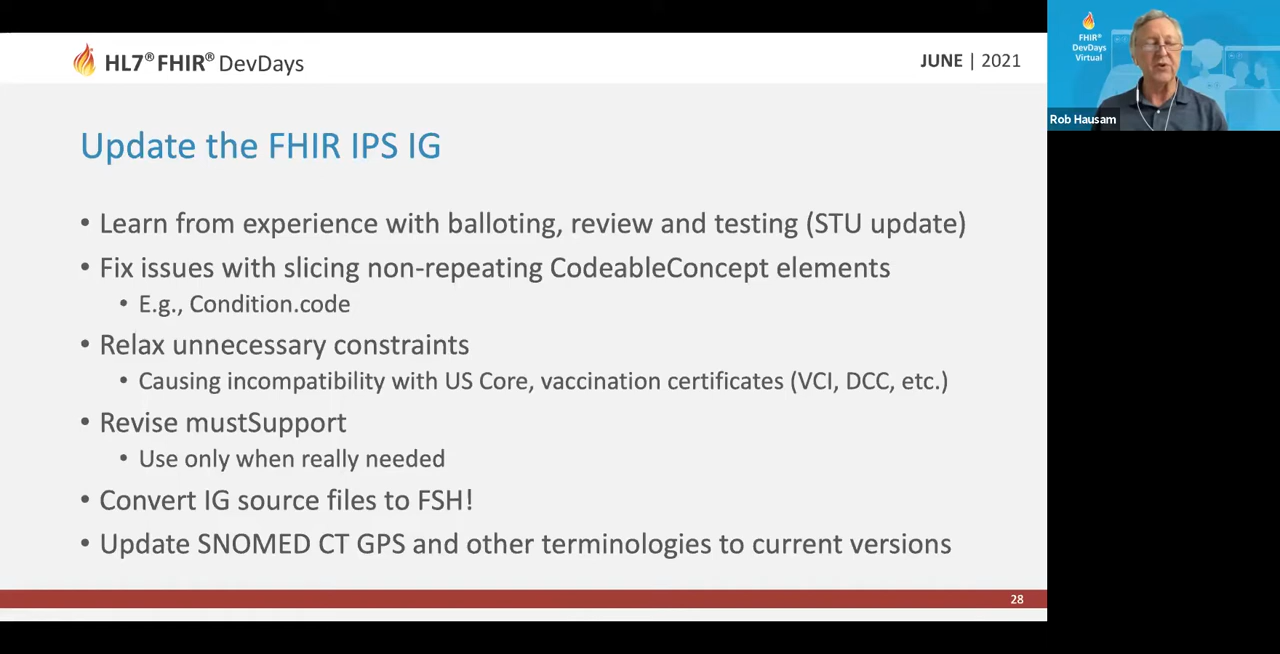 HL7® FHIR® DevDays
JUNE | 2021
FHIR®
DevDays
Virtual
Rob Hausam
Update the FHIR IPS IG
• Learn from experience with balloting, review and testing (STU update)
• Fix issues with slicing non-repeating CodeableConcept elements
• E.g., Condition.code
• Relax unnecessary constraints
• Causing incompatibility with US Core, vaccination certificates (VCI, DCC, etc.)
• Revise mustSupport
• Use only when really needed
• Convert IG source files to FSH!
• Update SNOMED CT GPS and other terminologies to current versions
28